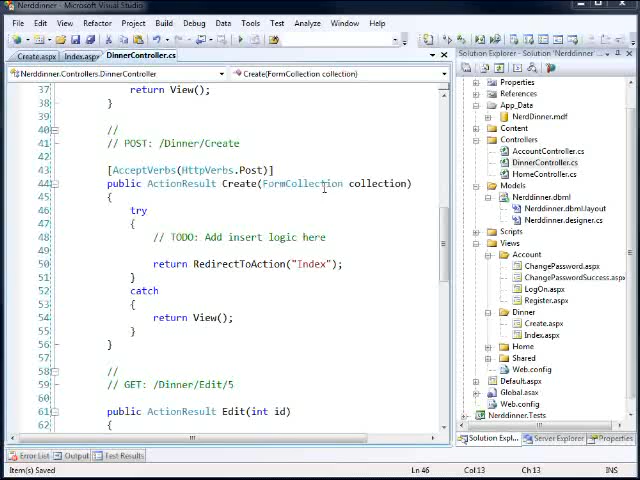 Nerddinner - Microsoft Visual Studio
File Edit View Refactor Project Build Debug Data Tools Test Analyze Window Help
Create.aspx Index.aspx DinnerController.cs
Nerddinner.Controllers.DinnerController
Create(FormCollection collection)
37 return View();
38 }
39
40 //
41 // POST: /Dinner/Create
42
43 [AcceptVerbs(HttpVerbs.Post)]
44 public ActionResult Create(FormCollection collection)
45 {
46 try
47 {
48 // TODO: Add insert logic here
49
50 return RedirectToAction("Index");
51 }
52 catch
53 {
54 return View();
55 }
56 }
57
58 //
59 // GET: /Dinner/Edit/5
60
61 public ActionResult Edit(int id)
62 {
Solution Explorer - Solution 'Nerddinner'
Properties
References
App_Data
NerdDinner.mdf
Content
Controllers
AccountController.cs
DinnerController.cs
HomeController.cs
Models
Nerddinner.dbml
Nerddinner.dbml.layout
Nerddinner.designer.cs
Scripts
Views
Account
ChangePassword.aspx
ChangePasswordSuccess.aspx
LogOn.aspx
Register.aspx
Dinner
Create.aspx
Index.aspx
Home
Shared
Web.config
Default.aspx
Global.asax
Web.config
Nerddinner.Tests
Solution Expl... Server Explorer Properties
Error List Output Test Results
Item(s) Saved Ln 46 Col 13 Ch 13 INS